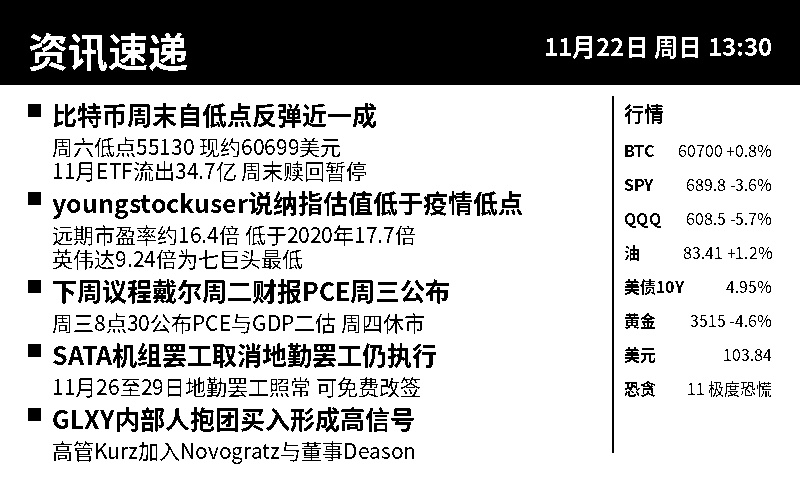 资讯速递
11月22日 周日 13:30
比特币周末自低点反弹近一成
周六低点55130 现约60699美元
11月ETF流出34.7亿 周末赎回暂停
youngstockuser说纳指估值低于疫情低点
远期市盈率约16.4倍 低于2020年17.7倍
英伟达9.24倍为七巨头最低
下周议程戴尔周二财报PCE周三公布
周三8点30公布PCE与GDP二估 周四休市
SATA机组罢工取消地勤罢工仍执行
11月26至29日地勤罢工照常 可免费改签
GLXY内部人抱团买入形成高信号
高管Kurz加入Novogratz与董事Deason
行情
BTC 60700 +0.8%
SPY 689.8 -3.6%
QQQ 608.5 -5.7%
油 83.41 +1.2%
美债10Y 4.95%
黄金 3515 -4.6%
美元 103.84
恐贪 11 极度恐慌